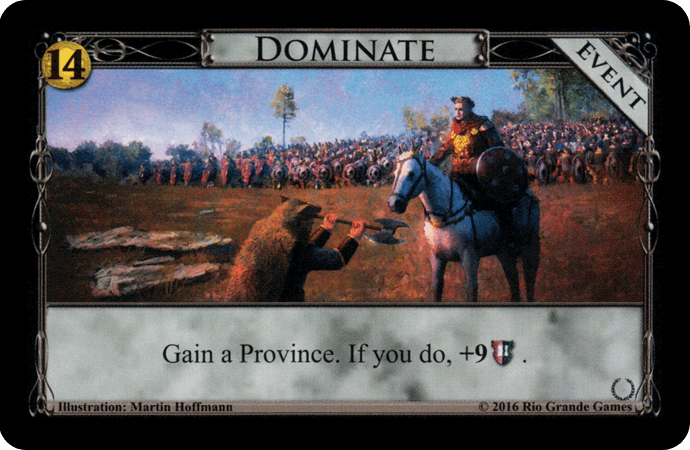 14
DOMINATE
EVENT
Gain a Province. If you do, +9 .
Illustration: Martin Hoffmann
© 2016 Rio Grande Games